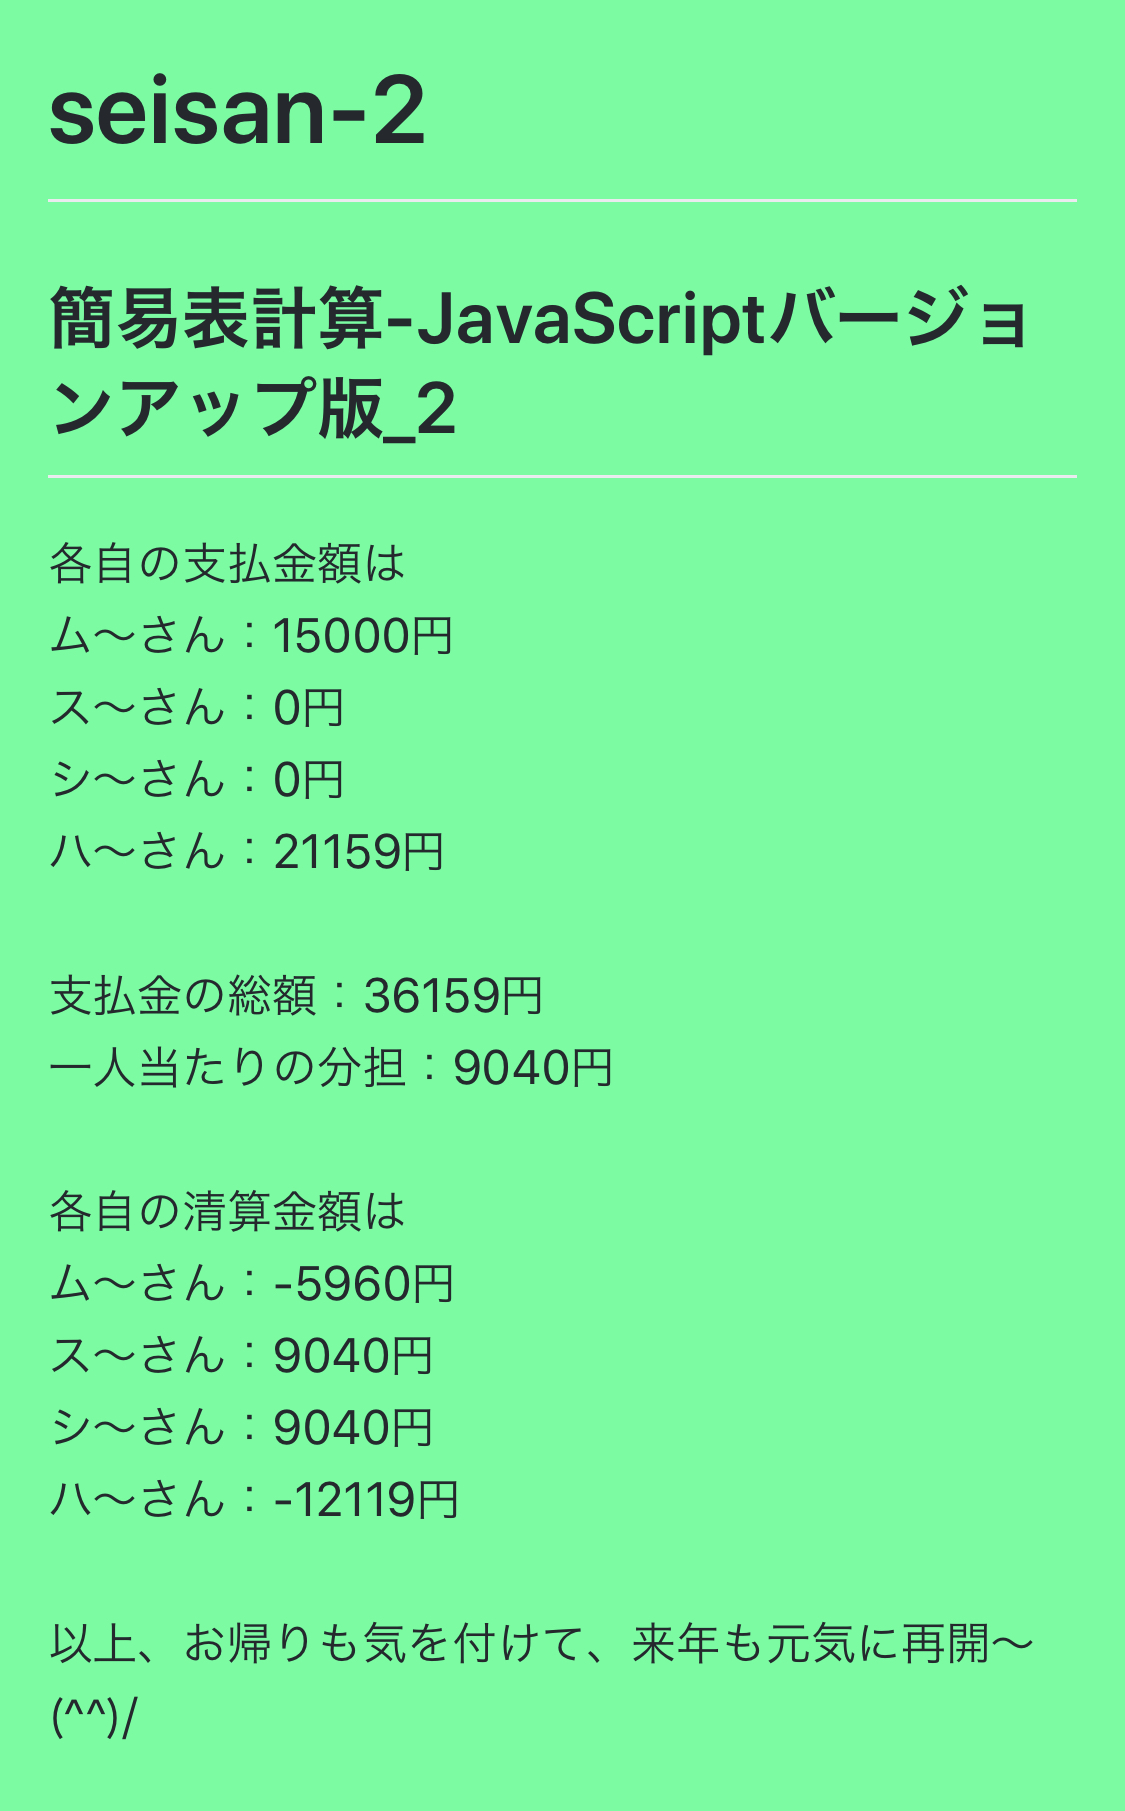 seisan-2
簡易表計算-JavaScriptバージョ
ンアップ版_2
各自の支払金額は
ム〜さん：15000円
ス〜さん：0円
シ〜さん：0円
ハ〜さん：21159円
支払金の総額：36159円
一人当たりの分担：9040円
各自の清算金額は
ム〜さん：-5960円
ス〜さん：9040円
シ〜さん：9040円
ハ〜さん：-12119円
以上、お帰りも気を付けて、来年も元気に再開〜
(^^)/